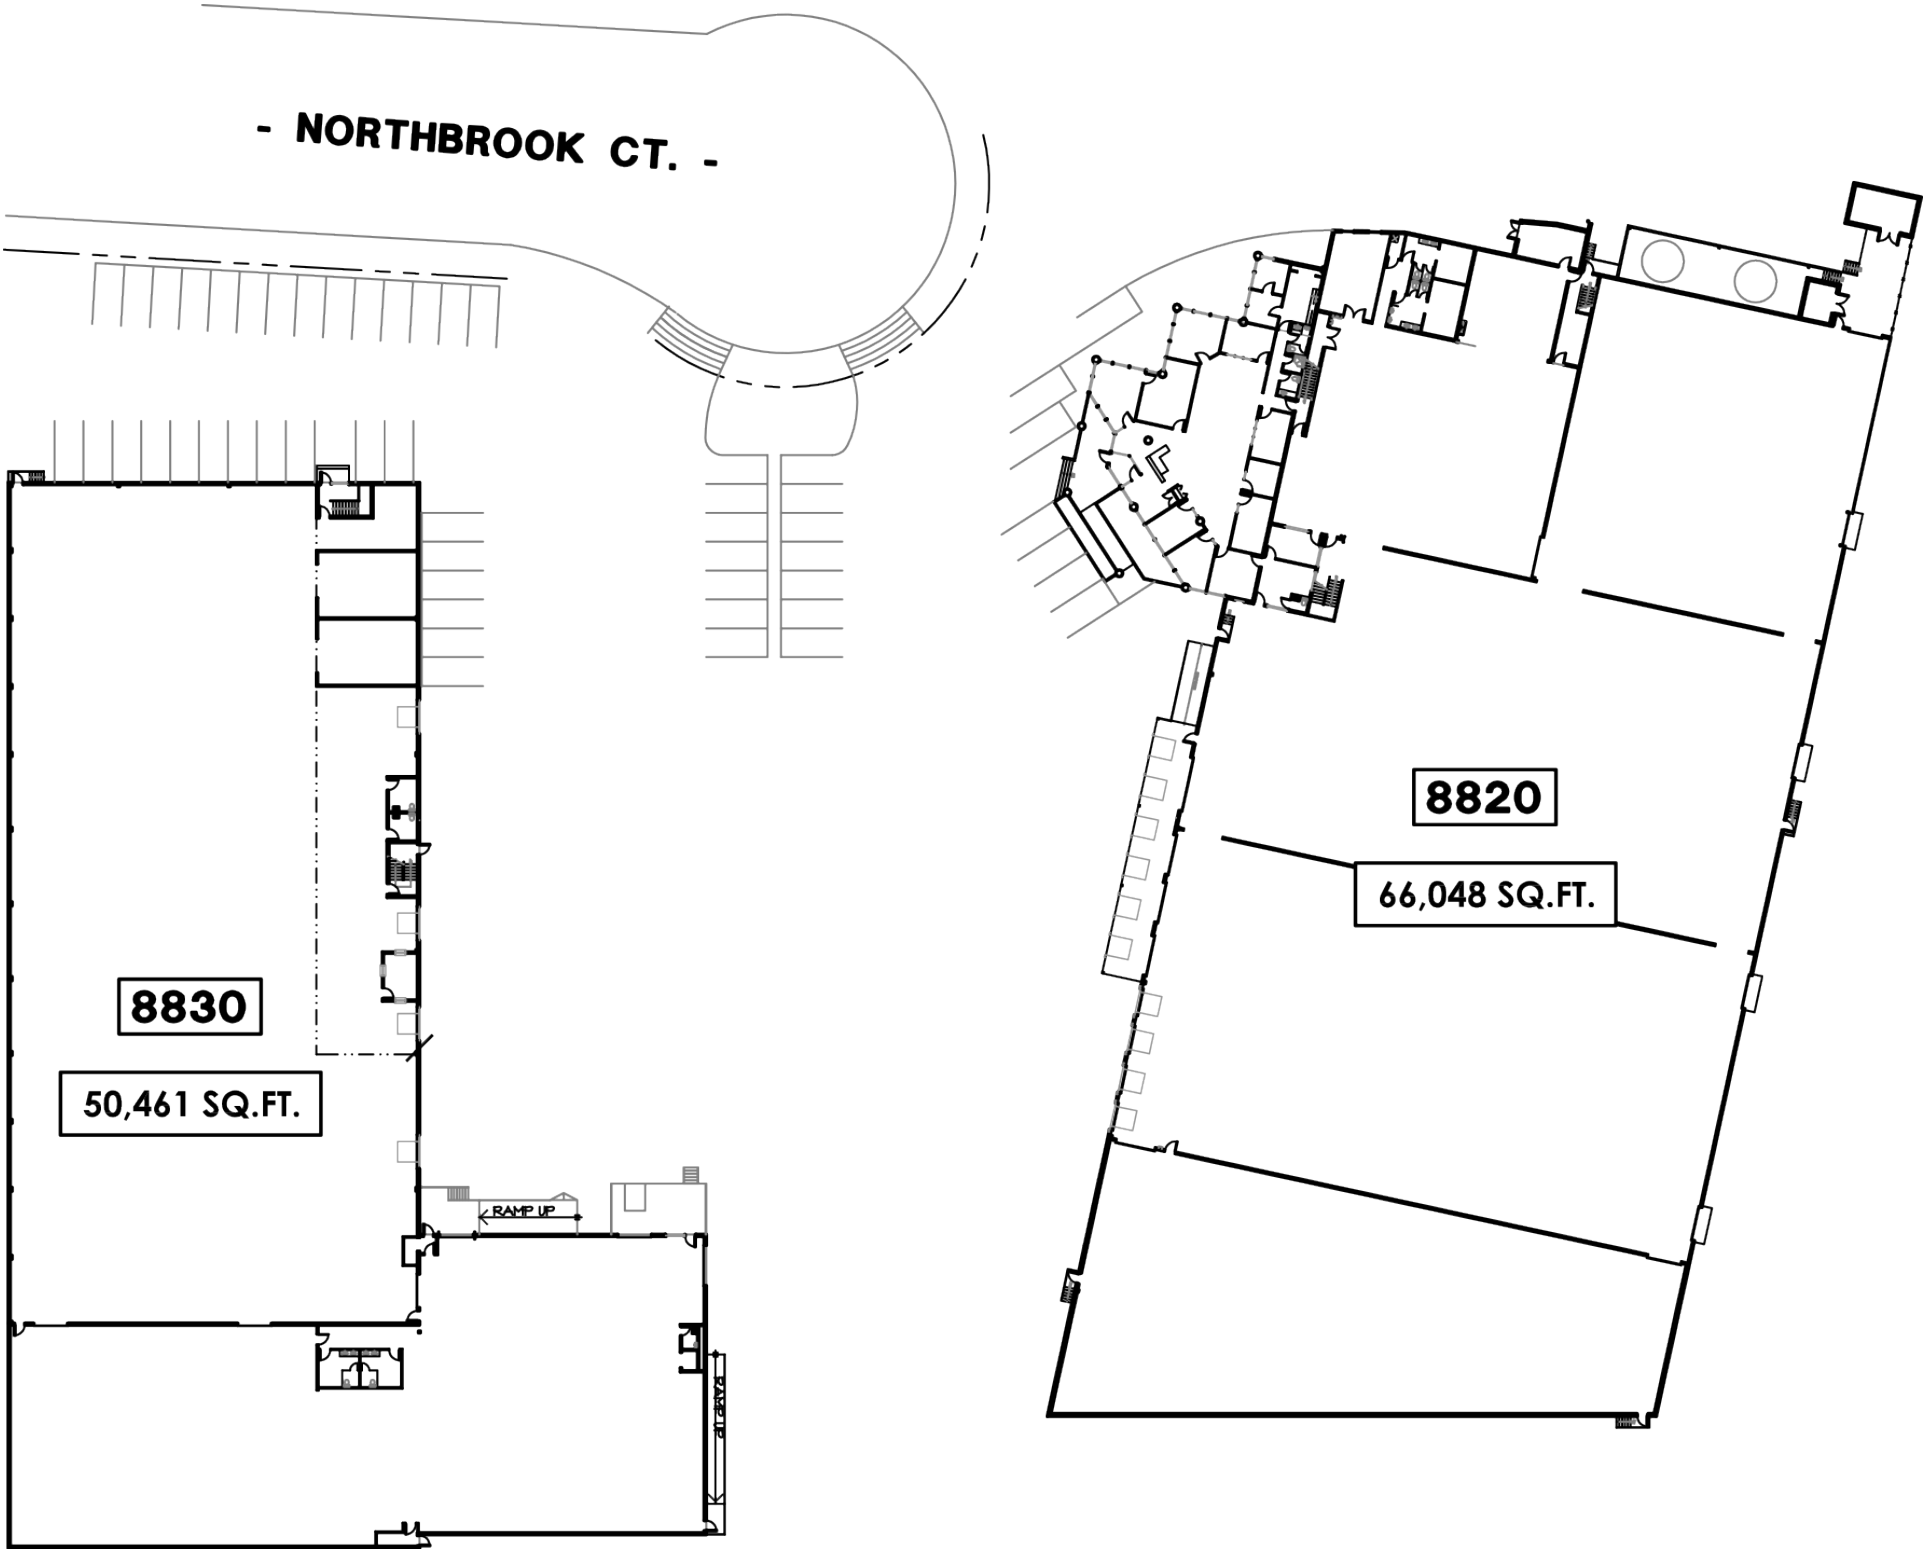 - NORTHBROOK CT. -
8820
66,048 SQ.FT.
8830
50,461 SQ.FT.
RAMP UP
RAMP UP